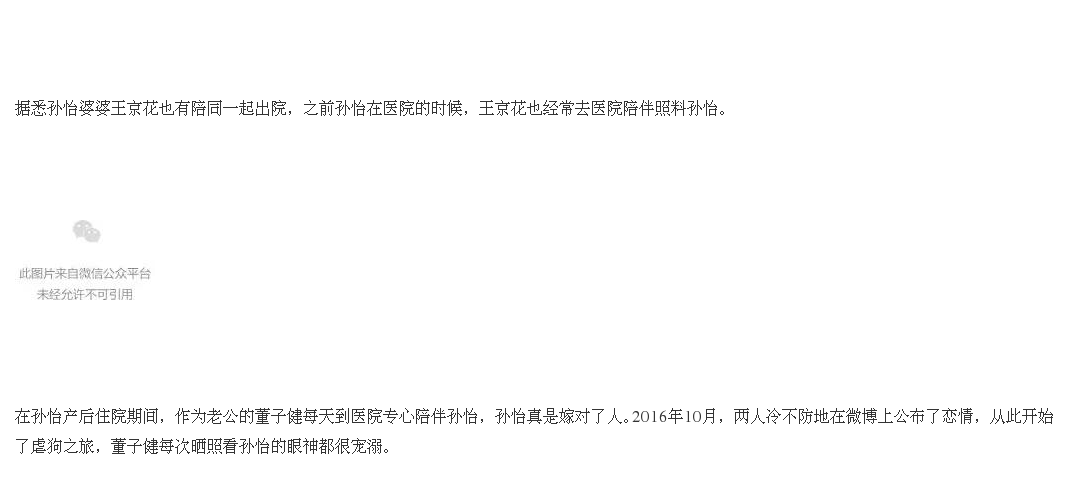 据悉孙怡婆婆王京花也有陪同一起出院，之前孙怡在医院的时候，王京花也经常去医院陪伴照料孙怡。
此图片来自微信公众平台
未经允许不可引用
在孙怡产后住院期间，作为老公的董子健每天到医院专心陪伴孙怡，孙怡真是嫁对了人。2016年10月，两人冷不防地在微博上公布了恋情，从此开始
了虐狗之旅，董子健每次晒照看孙怡的眼神都很宠溺。